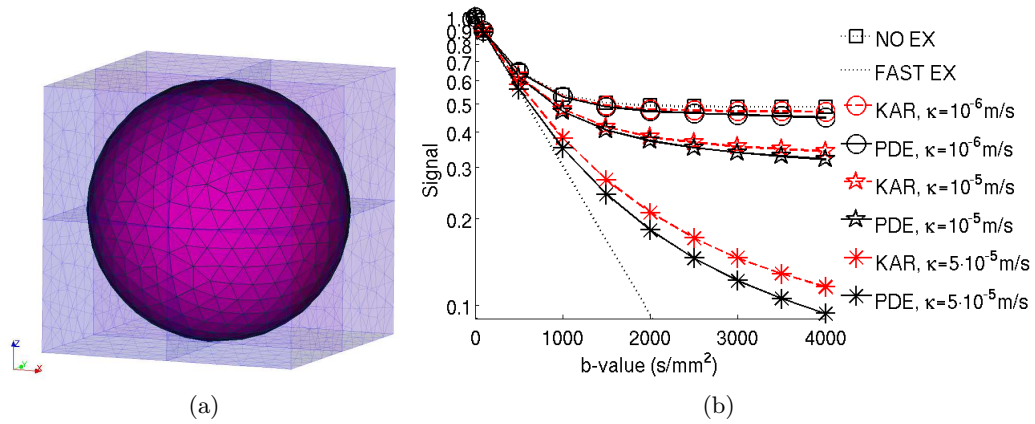 Z
Y
X
(a)
1.0
0.9
0.8
0.7
0.6
0.5
0.4
0.3
0.2
0.1
Signal
0 1000 2000 3000 4000
b-value (s/mm²)
NO EX
FAST EX
KAR, κ=10⁻⁶m/s
PDE, κ=10⁻⁶m/s
KAR, κ=10⁻⁵m/s
PDE, κ=10⁻⁵m/s
KAR, κ=5·10⁻⁵m/s
PDE, κ=5·10⁻⁵m/s
(b)